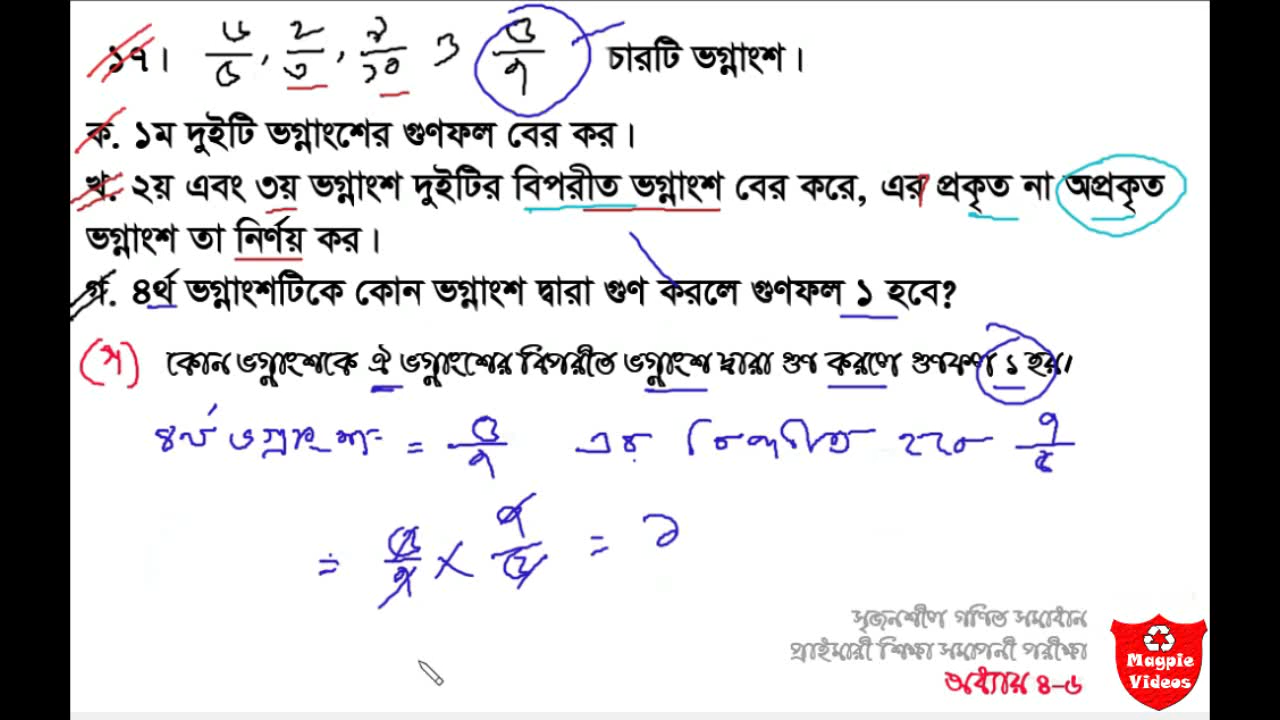 ১৭। ৬/৫, ২/৩, ৯/১০ ও ৫/৭ চারটি ভগ্নাংশ।
ক. ১ম দুইটি ভগ্নাংশের গুণফল বের কর।
খ. ২য় এবং ৩য় ভগ্নাংশ দুইটির বিপরীত ভগ্নাংশ বের করে, এর প্রকৃত না অপ্রকৃত
ভগ্নাংশ তা নির্ণয় কর।
গ. ৪র্থ ভগ্নাংশটিকে কোন ভগ্নাংশ দ্বারা গুণ করলে গুণফল ১ হবে?
(গ) কোন ভগ্নাংশকে ঐ ভগ্নাংশের বিপরীত ভগ্নাংশ দ্বারা গুণ করলে গুণফল ১ হয়।
৪র্থ ভগ্নাংশ = ৫/৭ এর বিপরীত হবে ৭/৫
= ৫/৭ × ৭/৫ = ১
সৃজনশীল গণিত সমাধান
প্রাইমারী শিক্ষা সমাপনী পরীক্ষা
অধ্যায় ৪-৬
Magpie
Videos